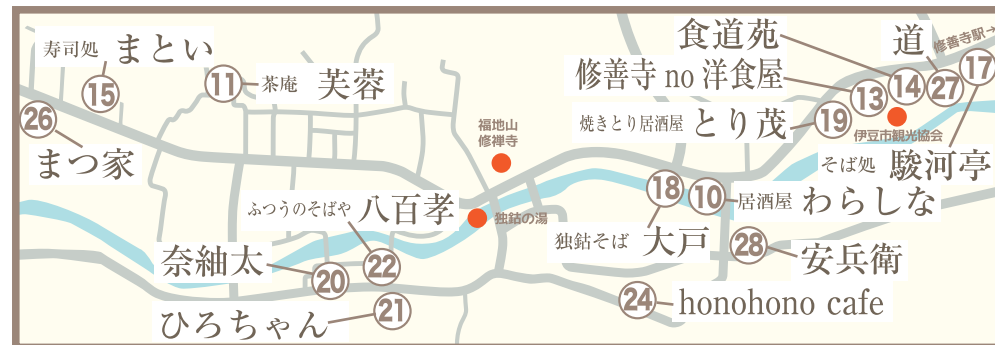 寿司処 まとい
15
11
茶庵 芙蓉
26
まつ家
福地山
修禅寺
独鈷の湯
ふつうのそばや 八百孝
22
奈紬太
20
ひろちゃん
21
食道苑
14
修善寺 no 洋食屋
13
焼きとり居酒屋 とり茂
19
道
27
修善寺駅→
17
伊豆市観光協会
そば処 駿河亭
18
独鈷そば 大戸
10
居酒屋 わらしな
28
安兵衛
24
honohono cafe